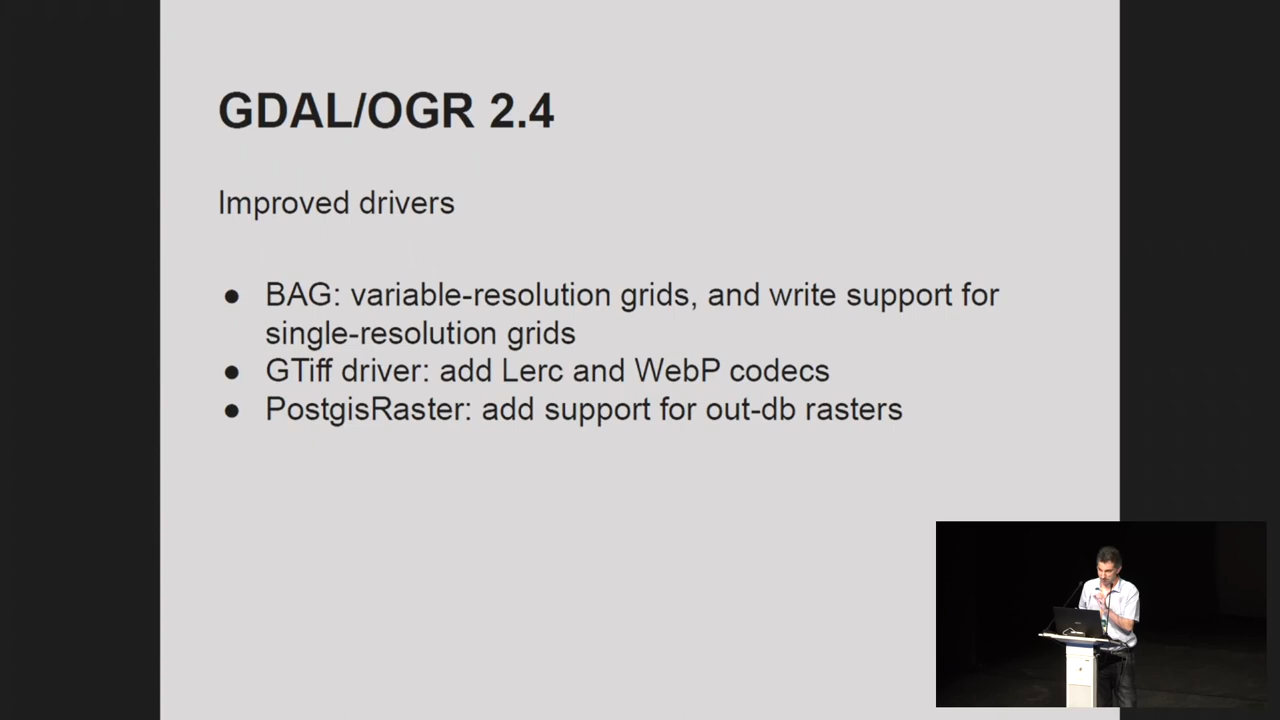 GDAL/OGR 2.4
Improved drivers
● BAG: variable-resolution grids, and write support for
single-resolution grids
● GTiff driver: add Lerc and WebP codecs
● PostgisRaster: add support for out-db rasters